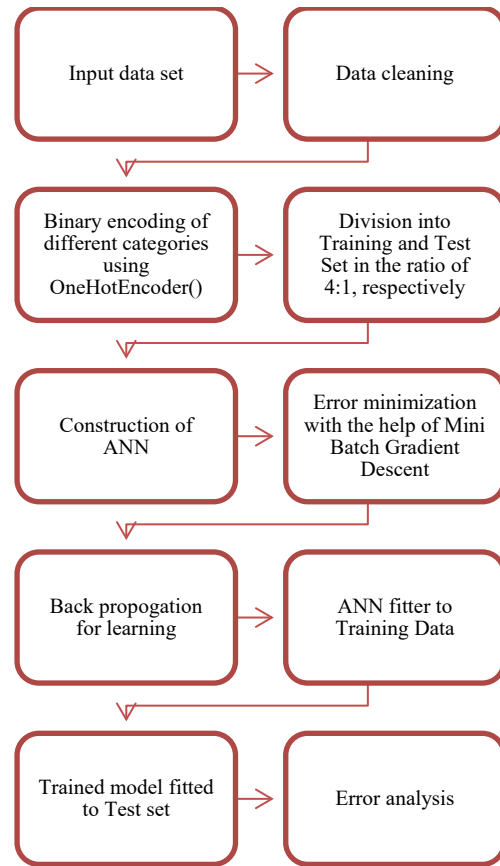 Input data set
Data cleaning
Binary encoding of
different categories
using
OneHotEncoder()
Division into
Training and Test
Set in the ratio of
4:1, respectively
Construction of
ANN
Error minimization
with the help of Mini
Batch Gradient
Descent
Back propogation
for learning
ANN fitter to
Training Data
Trained model fitted
to Test set
Error analysis